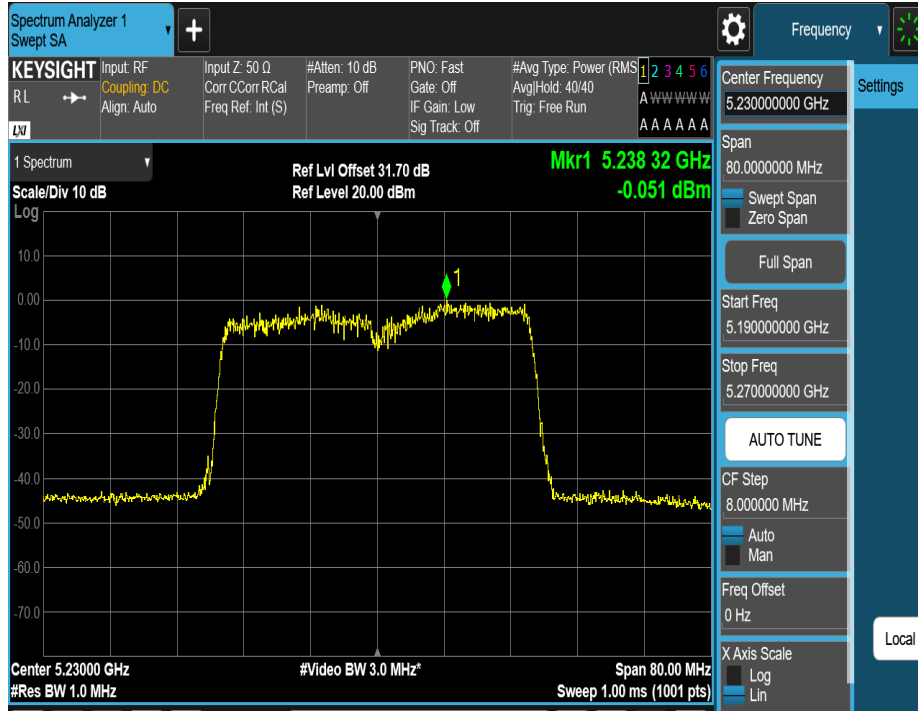 Spectrum Analyzer 1
Swept SA
+
Frequency
KEYSIGHT
R L
LXI
Input: RF
Coupling: DC
Align: Auto
Input Z: 50 Ω
Corr CCorr RCal
Freq Ref: Int (S)
#Atten: 10 dB
Preamp: Off
PNO: Fast
Gate: Off
IF Gain: Low
Sig Track: Off
#Avg Type: Power (RMS
Avg|Hold: 40/40
Trig: Free Run
1 2 3 4 5 6
A W W W W W
A A A A A A
Center Frequency
5.230000000 GHz
Settings
Span
80.0000000 MHz
Swept Span
Zero Span
Full Span
Start Freq
5.190000000 GHz
Stop Freq
5.270000000 GHz
AUTO TUNE
CF Step
8.000000 MHz
Auto
Man
Freq Offset
0 Hz
X Axis Scale
Log
Lin
Local
1 Spectrum
Scale/Div 10 dB
Log
Ref Lvl Offset 31.70 dB
Ref Level 20.00 dBm
Mkr1 5.238 32 GHz
-0.051 dBm
10.0
0.00
-10.0
-20.0
-30.0
-40.0
-50.0
-60.0
-70.0
1
Center 5.23000 GHz
#Res BW 1.0 MHz
#Video BW 3.0 MHz*
Span 80.00 MHz
Sweep 1.00 ms (1001 pts)